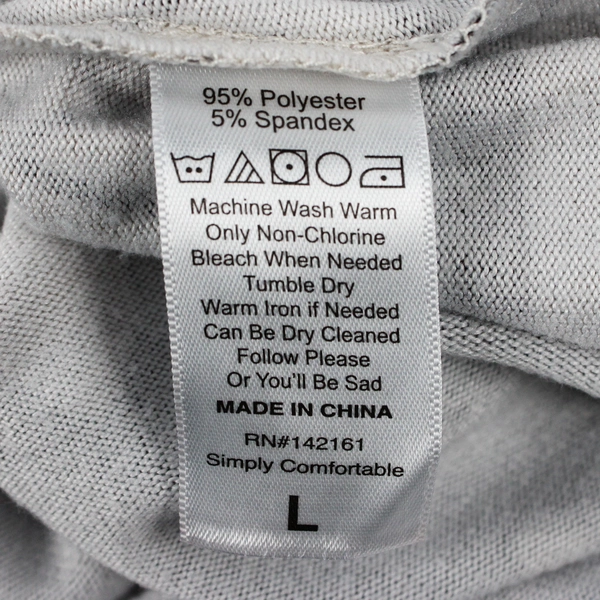 95% Polyester
5% Spandex
Machine Wash Warm
Only Non-Chlorine
Bleach When Needed
Tumble Dry
Warm Iron if Needed
Can Be Dry Cleaned
Follow Please
Or You'll Be Sad
MADE IN CHINA
RN#142161
Simply Comfortable
L